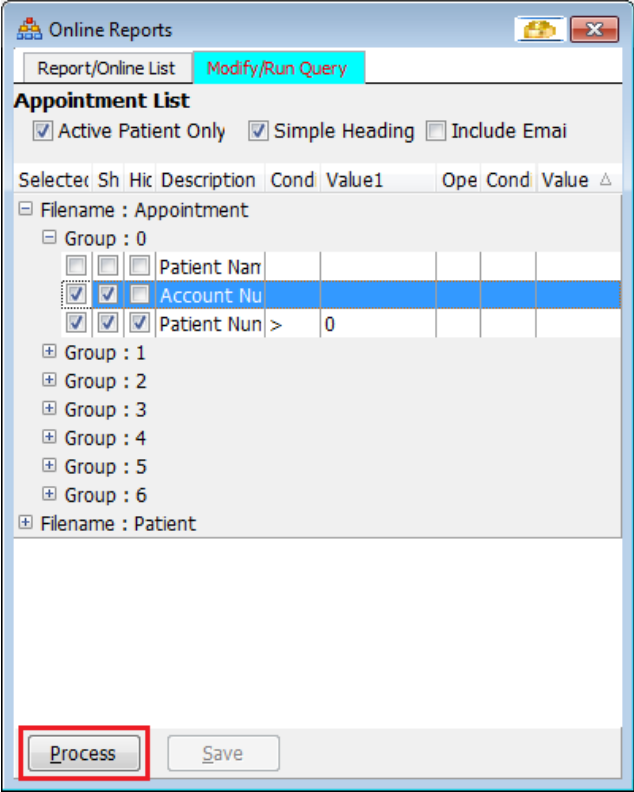 Online Reports
Report/Online List Modify/Run Query
Appointment List
Active Patient Only Simple Heading Include Emai
Selected Sh Hic Description Cond Value1 Ope Cond Value
Filename : Appointment
Group : 0
Patient Nam
Account Nu
Patient Num > 0
Group : 1
Group : 2
Group : 3
Group : 4
Group : 5
Group : 6
Filename : Patient
Process Save